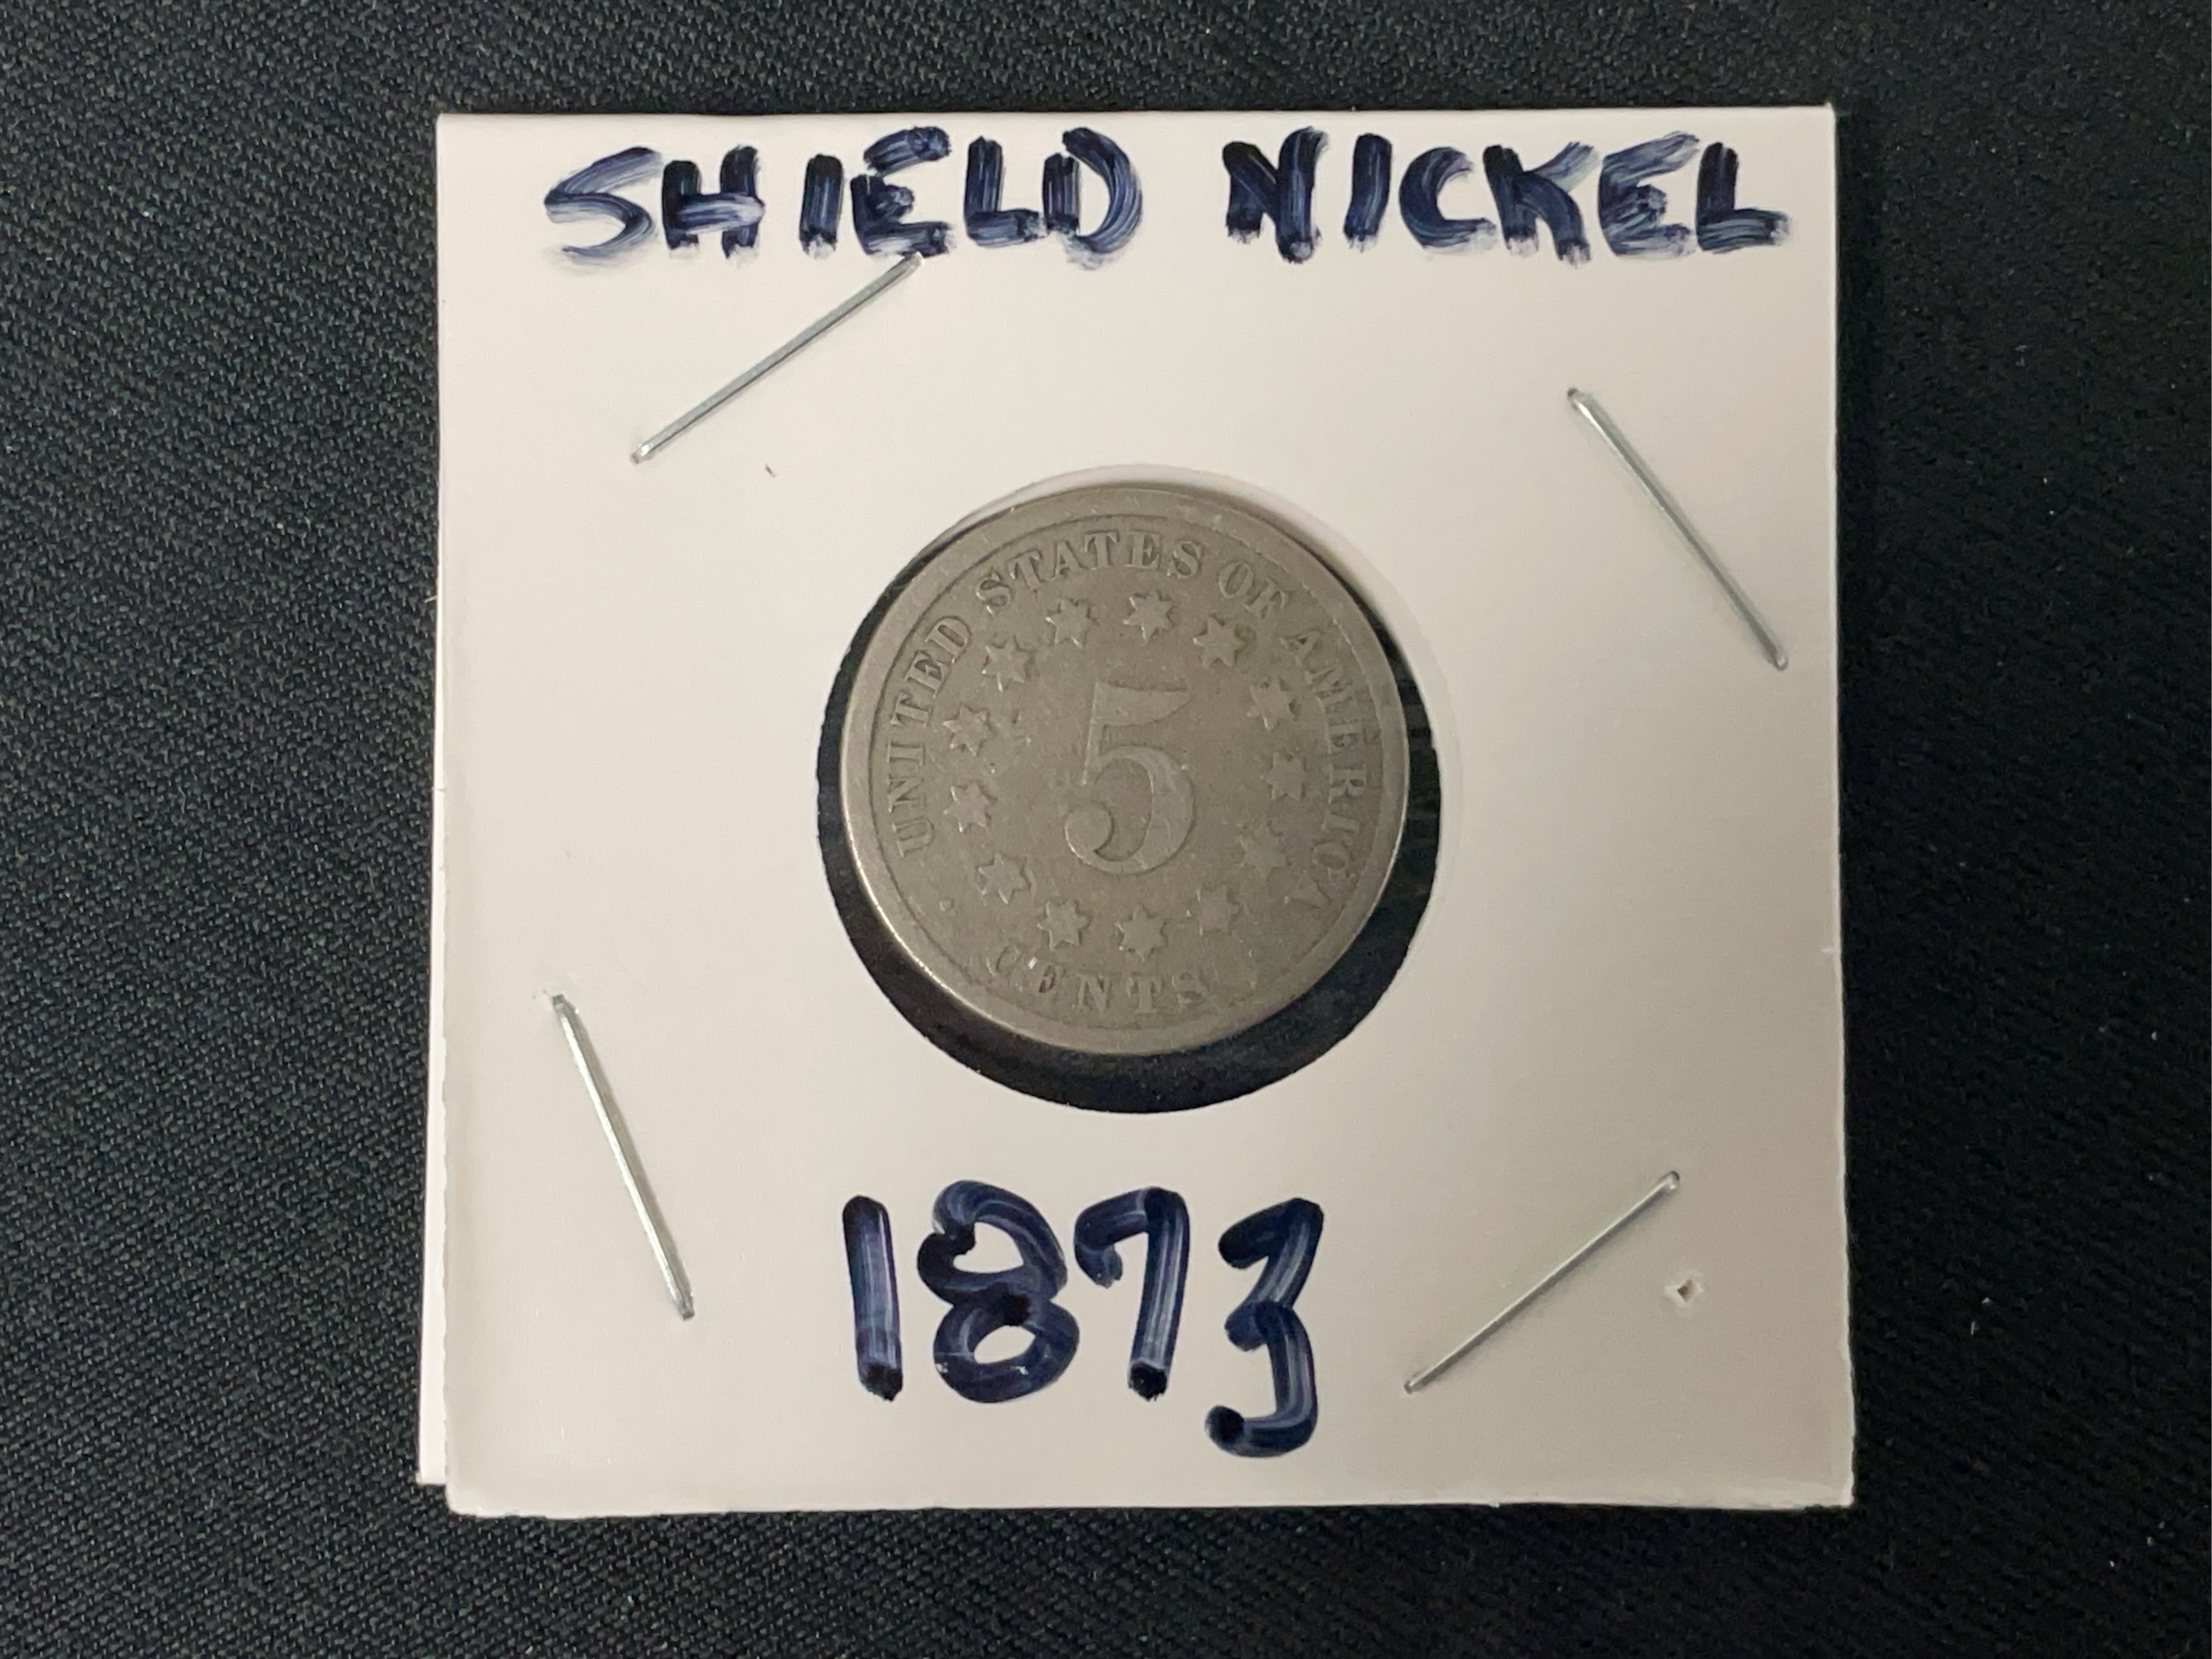 SHIELD NICKEL
UNITED STATES OF AMERICA
5
CENTS
1873